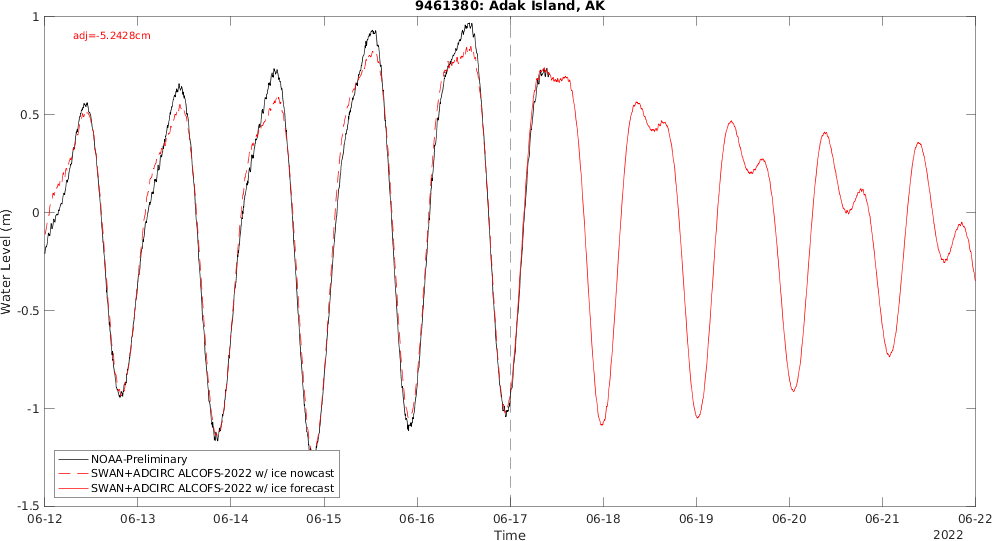 9461380: Adak Island, AK
adj=-5.2428cm
Water Level (m)
1
0.5
0
-0.5
-1
-1.5
NOAA-Preliminary
SWAN+ADCIRC ALCOFS-2022 w/ ice nowcast
SWAN+ADCIRC ALCOFS-2022 w/ ice forecast
06-12 06-13 06-14 06-15 06-16 06-17 06-18 06-19 06-20 06-21 06-22
Time
2022